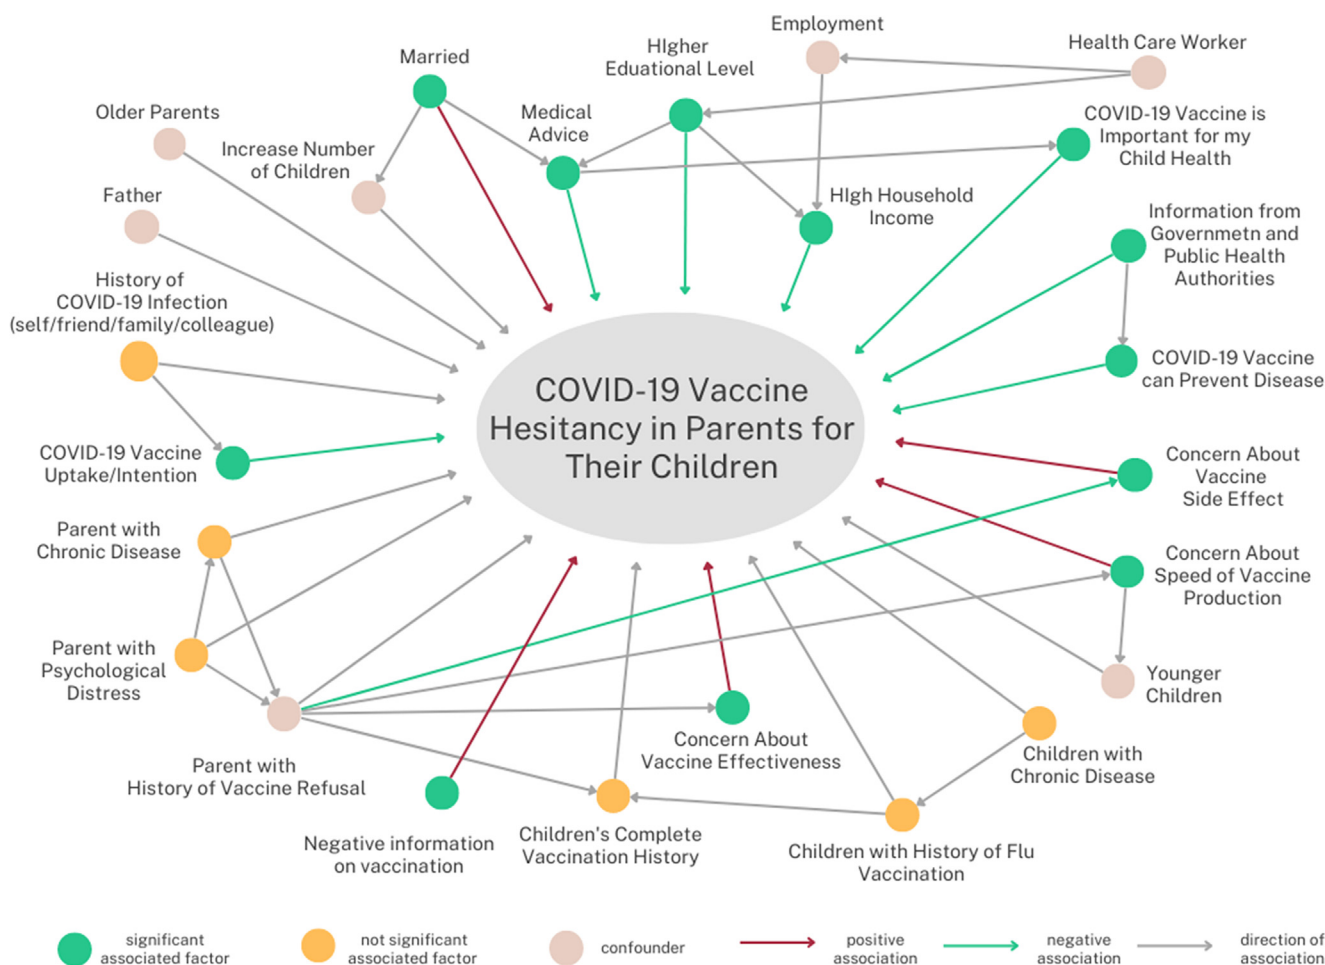 Employment
Health Care Worker
HIgher
Eduational Level
Married
Older Parents
Medical
Advice
COVID-19 Vaccine is
Important for my
Child Health
Increase Number
of Children
Father
HIgh Household
Income
Information from
Governmetn and
Public Health
Authorities
History of
COVID-19 Infection
(self/friend/family/colleague)
COVID-19 Vaccine
can Prevent Disease
COVID-19 Vaccine
Hesitancy in Parents for
Their Children
COVID-19 Vaccine
Uptake/Intention
Concern About
Vaccine
Side Effect
Parent with
Chronic Disease
Concern About
Speed of Vaccine
Production
Parent with
Psychological
Distress
Younger
Children
Parent with
History of Vaccine Refusal
Concern About
Vaccine Effectiveness
Children with
Chronic Disease
Negative information
on vaccination
Children's Complete
Vaccination History
Children with History of Flu
Vaccination
significant
associated factor
not significant
associated factor
confounder
positive
association
negative
association
direction of
association